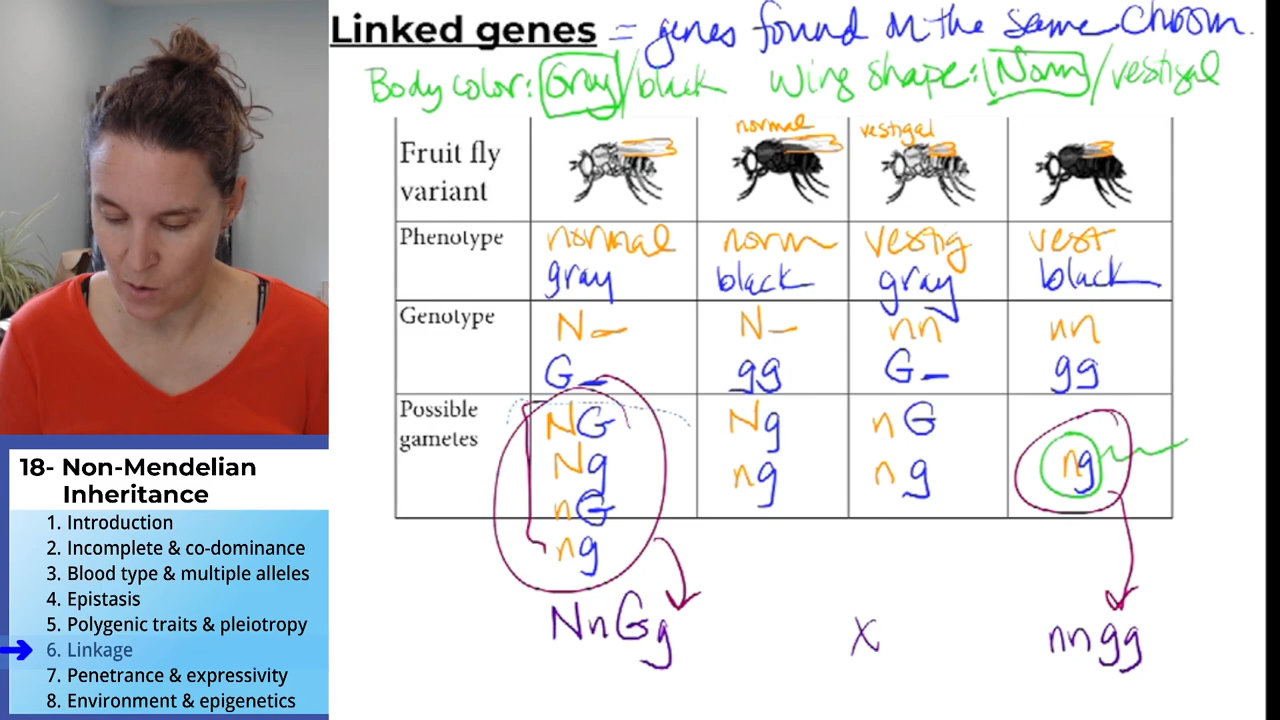 Linked genes = genes found on the same chrom.
Body color: Gray/black Wing shape: Norm/vestigal
Fruit fly variant
normal
vestigal
Phenotype
normal gray
norm black
vestig gray
vest black
Genotype
N_ G_
N_ gg
nn G_
nn gg
Possible gametes
NG
Ng
nG
ng
Ng
ng
nG
ng
ng
NnGg x nngg
18- Non-Mendelian
Inheritance
1. Introduction
2. Incomplete & co-dominance
3. Blood type & multiple alleles
4. Epistasis
5. Polygenic traits & pleiotropy
6. Linkage
7. Penetrance & expressivity
8. Environment & epigenetics